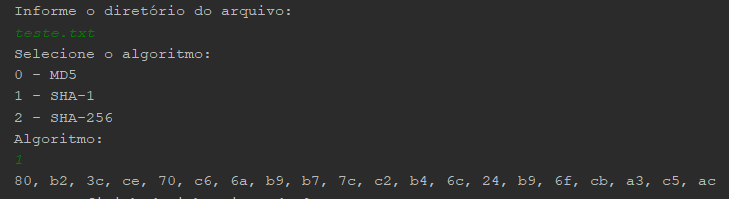 Informe o diretório do arquivo:
teste.txt
Selecione o algoritmo:
0 - MD5
1 - SHA-1
2 - SHA-256
Algoritmo:
1
80, b2, 3c, ce, 70, c6, 6a, b9, b7, 7c, c2, b4, 6c, 24, b9, 6f, cb, a3, c5, ac